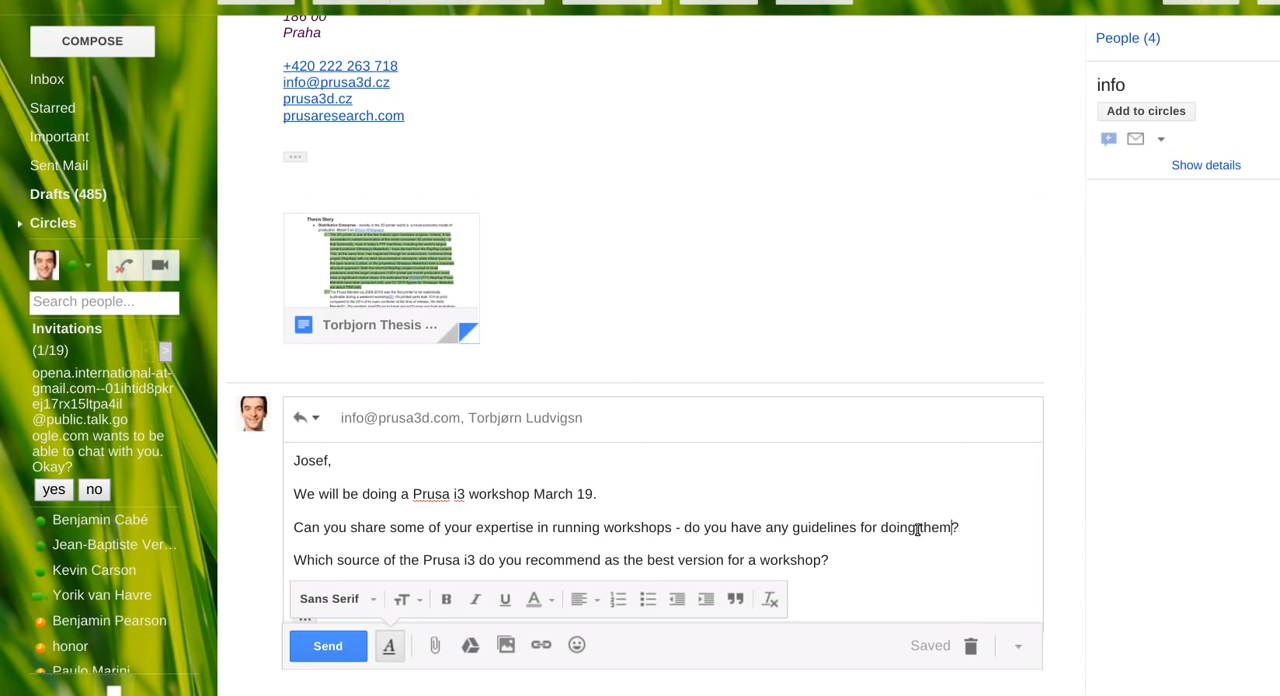 COMPOSE
Inbox
Starred
Important
Sent Mail
Drafts (485)
Circles
Search people...
Invitations
(1/19)
opena.international-at-
gmail.com--01ihtid8pkr
ej17rx15ltpa4il
@public.talk.go
ogle.com wants to be
able to chat with you.
Okay?
yes no
Benjamin Cabé
Jean-Baptiste Ver...
Kevin Carson
Yorik van Havre
Benjamin Pearson
honor
Paulo Marini
186 00
Praha
+420 222 263 718
info@prusa3d.cz
prusa3d.cz
prusaresearch.com
Thesis Story
Torbjorn Thesis ...
info@prusa3d.com, Torbjørn Ludvigsn
Josef,
We will be doing a Prusa i3 workshop March 19.
Can you share some of your expertise in running workshops - do you have any guidelines for doing them?
Which source of the Prusa i3 do you recommend as the best version for a workshop?
Sans Serif
Send
Saved
People (4)
info
Add to circles
Show details